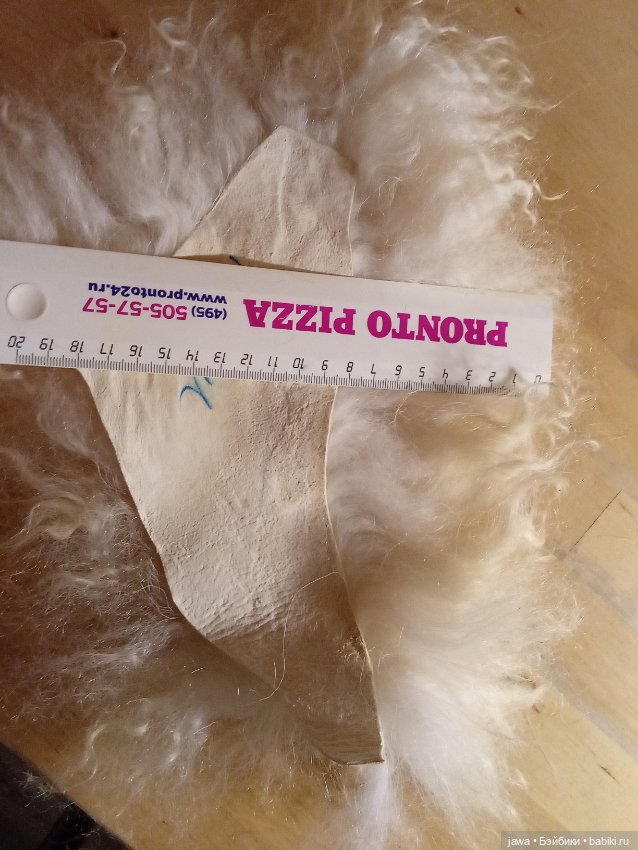 PRONTO PIZZA
(495) 505-57-57
www.pronto24.ru
0 1 2 3 4 5 6 7 8 9 10 11 12 13 14 15 16 17 18 19 20
jawa • Бэйбики • babiki.ru